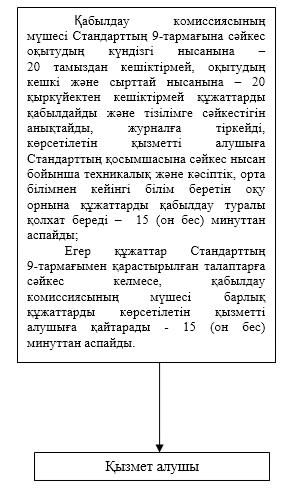 Қабылдау комиссиясының
мүшесі Стандарттың 9-тармағына сәйкес
оқытудың күндізгі нысанына –
20 тамыздан кешіктірмей, оқытудың
кешкі және сырттай нысанына – 20
қыркүйектен кешіктірмей құжаттарды
қабылдайды және тізілімге сәйкестігін
анықтайды, журналға тіркейді,
көрсетілетін қызметті алушыға
Стандарттың қосымшасына сәйкес нысан
бойынша техникалық және кәсіптік, орта
білімнен кейінгі білім беретін оқу
орнына құжаттарды қабылдау туралы
қолхат береді – 15 (он бес) минуттан
аспайды;
Егер құжаттар Стандарттың
9-тармағымен қарастырылған талаптарға
сәйкес келмесе, қабылдау
комиссиясының мүшесі барлық
құжаттарды көрсетілетін қызметті
алушыға қайтарады - 15 (он бес)
минуттан аспайды.
Қызмет алушы